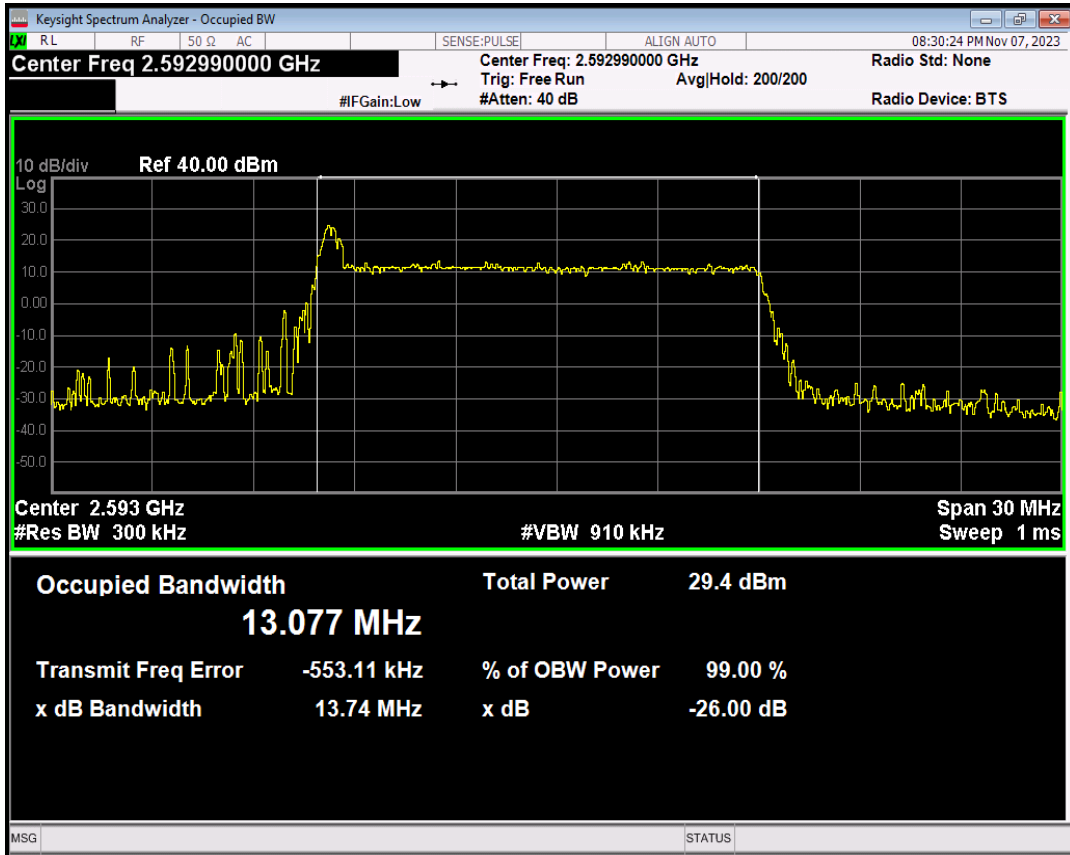 Keysight Spectrum Analyzer - Occupied BW
LXI RL RF 50 Ω AC SENSE:PULSE ALIGN AUTO 08:30:24 PM Nov 07, 2023
Center Freq 2.592990000 GHz
Center Freq: 2.592990000 GHz
Radio Std: None
Trig: Free Run Avg|Hold: 200/200
#IFGain:Low #Atten: 40 dB Radio Device: BTS
10 dB/div Ref 40.00 dBm
Log
30.0
20.0
10.0
0.00
-10.0
-20.0
-30.0
-40.0
-50.0
Center 2.593 GHz Span 30 MHz
#Res BW 300 kHz #VBW 910 kHz Sweep 1 ms
Occupied Bandwidth Total Power 29.4 dBm
13.077 MHz
Transmit Freq Error -553.11 kHz % of OBW Power 99.00 %
x dB Bandwidth 13.74 MHz x dB -26.00 dB
MSG STATUS